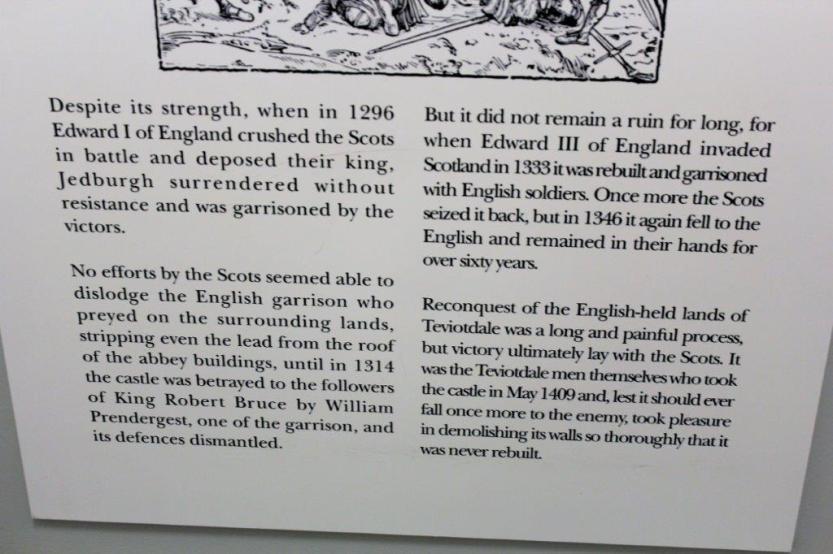 Despite its strength, when in 1296
Edward I of England crushed the Scots
in battle and deposed their king,
Jedburgh surrendered without
resistance and was garrisoned by the
victors.
No efforts by the Scots seemed able to
dislodge the English garrison who
preyed on the surrounding lands,
stripping even the lead from the roof
of the abbey buildings, until in 1314
the castle was betrayed to the followers
of King Robert Bruce by William
Prendergest, one of the garrison, and
its defences dismantled.
But it did not remain a ruin for long, for
when Edward III of England invaded
Scotland in 1333 it was rebuilt and garrisoned
with English soldiers. Once more the Scots
seized it back, but in 1346 it again fell to the
English and remained in their hands for
over sixty years.
Reconquest of the English-held lands of
Teviotdale was a long and painful process,
but victory ultimately lay with the Scots. It
was the Teviotdale men themselves who took
the castle in May 1409 and, lest it should ever
fall once more to the enemy, took pleasure
in demolishing its walls so thoroughly that it
was never rebuilt.